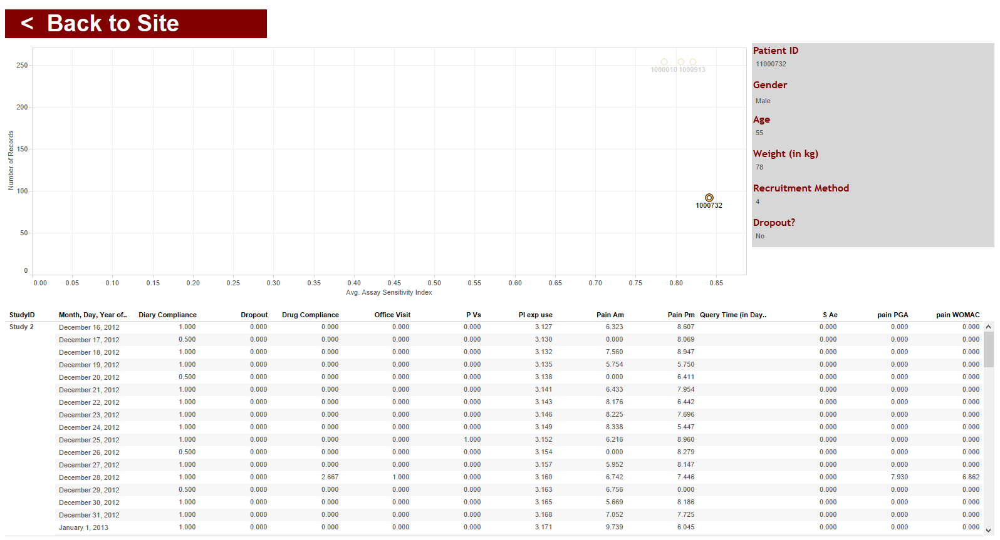 < Back to Site
250
200
150
100
50
0
Number of Records
1000010 1000913
1000732
0.00 0.05 0.10 0.15 0.20 0.25 0.30 0.35 0.40 0.45 0.50 0.55 0.60 0.65 0.70 0.75 0.80 0.85
Avg. Assay Sensitivity Index
Patient ID
11000732
Gender
Male
Age
55
Weight (in kg)
78
Recruitment Method
4
Dropout?
No
StudyID Month, Day, Year of.. Diary Compliance Dropout Drug Compliance Office Visit P Vs PI exp use Pain Am Pain Pm Query Time (in Day.. S Ae pain PGA pain WOMAC
Study 2 December 16, 2012 1.000 0.000 0.000 0.000 0.000 3.127 6.323 8.607 0.000 0.000 0.000
December 17, 2012 0.500 0.000 0.000 0.000 0.000 3.130 0.000 8.069 0.000 0.000 0.000
December 18, 2012 1.000 0.000 0.000 0.000 0.000 3.132 7.560 8.947 0.000 0.000 0.000
December 19, 2012 1.000 0.000 0.000 0.000 0.000 3.135 5.754 5.750 0.000 0.000 0.000
December 20, 2012 0.500 0.000 0.000 0.000 0.000 3.138 0.000 6.411 0.000 0.000 0.000
December 21, 2012 1.000 0.000 0.000 0.000 0.000 3.141 6.433 7.954 0.000 0.000 0.000
December 22, 2012 1.000 0.000 0.000 0.000 0.000 3.143 8.176 6.442 0.000 0.000 0.000
December 23, 2012 1.000 0.000 0.000 0.000 0.000 3.146 8.225 7.696 0.000 0.000 0.000
December 24, 2012 1.000 0.000 0.000 0.000 0.000 3.149 8.338 5.447 0.000 0.000 0.000
December 25, 2012 1.000 0.000 0.000 0.000 1.000 3.152 6.216 8.960 0.000 0.000 0.000
December 26, 2012 0.500 0.000 0.000 0.000 0.000 3.154 0.000 8.279 0.000 0.000 0.000
December 27, 2012 1.000 0.000 0.000 0.000 0.000 3.157 5.952 8.147 0.000 0.000 0.000
December 28, 2012 1.000 0.000 2.667 1.000 0.000 3.160 6.742 7.446 0.000 7.930 6.862
December 29, 2012 0.500 0.000 0.000 0.000 0.000 3.163 6.756 0.000 0.000 0.000 0.000
December 30, 2012 1.000 0.000 0.000 0.000 0.000 3.165 5.669 8.186 0.000 0.000 0.000
December 31, 2012 1.000 0.000 0.000 0.000 0.000 3.168 7.052 7.725 0.000 0.000 0.000
January 1, 2013 1.000 0.000 0.000 0.000 0.000 3.171 9.739 6.045 0.000 0.000 0.000